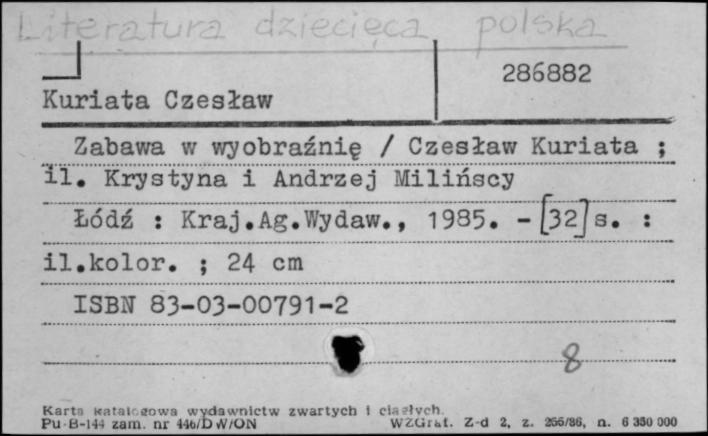 Literatura dziecięca polska
286882
Kuriata Czesław
Zabawa w wyobraźnię / Czesław Kuriata ;
il. Krystyna i Andrzej Milińscy
Łódź : Kraj.Ag.Wydaw., 1985. - [32] s. :
il.kolor. ; 24 cm
ISBN 83-03-00791-2
8
Karta katalogowa wydawnictw zwartych i ciągłych.
Pu-B-144 zam. nr 446/DW/ON WZGraf. Z-d 2, z. 266/86, n. 6 350 000